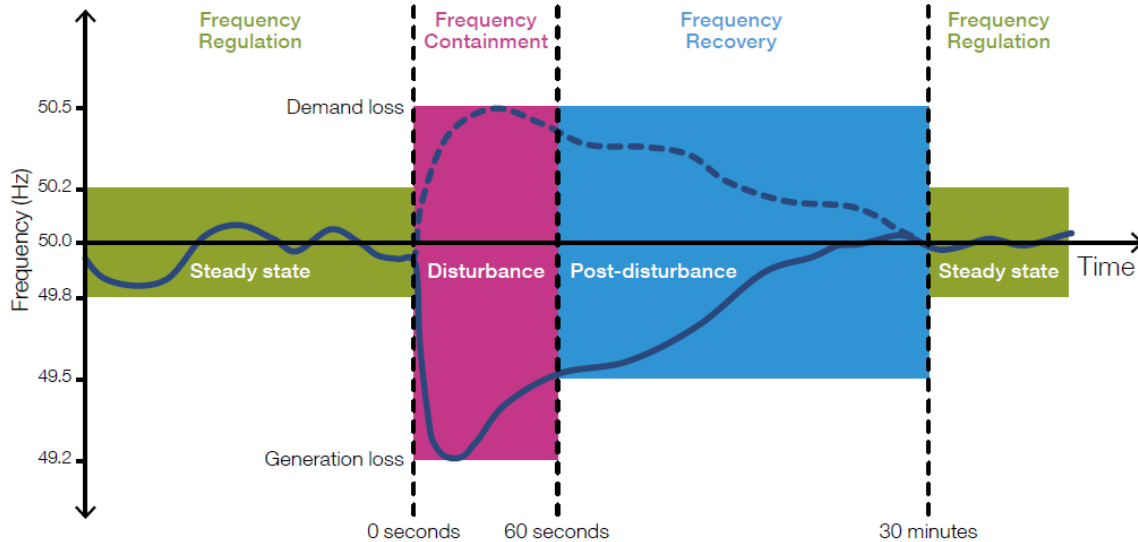 Frequency
Regulation
Frequency
Containment
Frequency
Recovery
Frequency
Regulation
Frequency (Hz)
50.5
Demand loss
50.2
50.0
Steady state
Disturbance
Post-disturbance
Steady state
Time
49.8
49.5
49.2
Generation loss
0 seconds
60 seconds
30 minutes